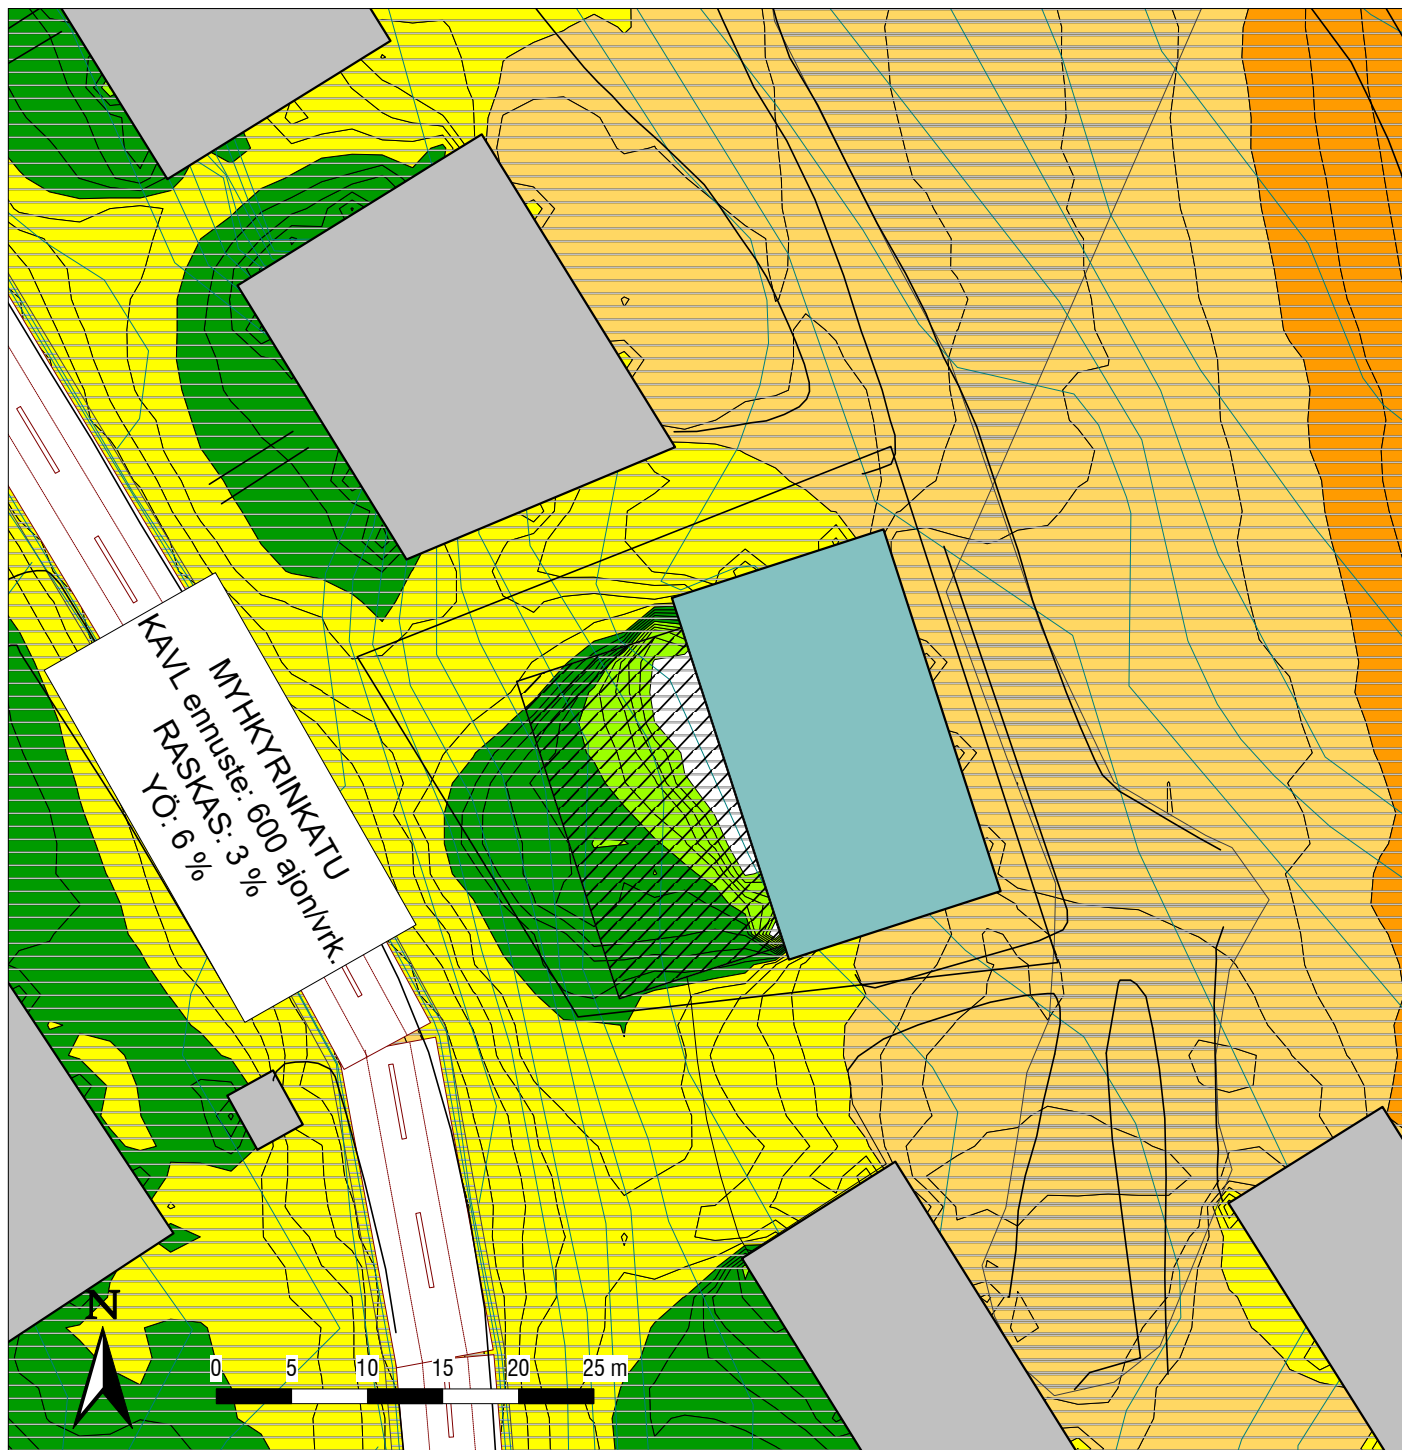 MYHKYRINKATU
KAVL ennuste: 600 ajon/vrk.
RASKAS: 3 %
YÖ: 6 %
N
0 5 10 15 20 25 m